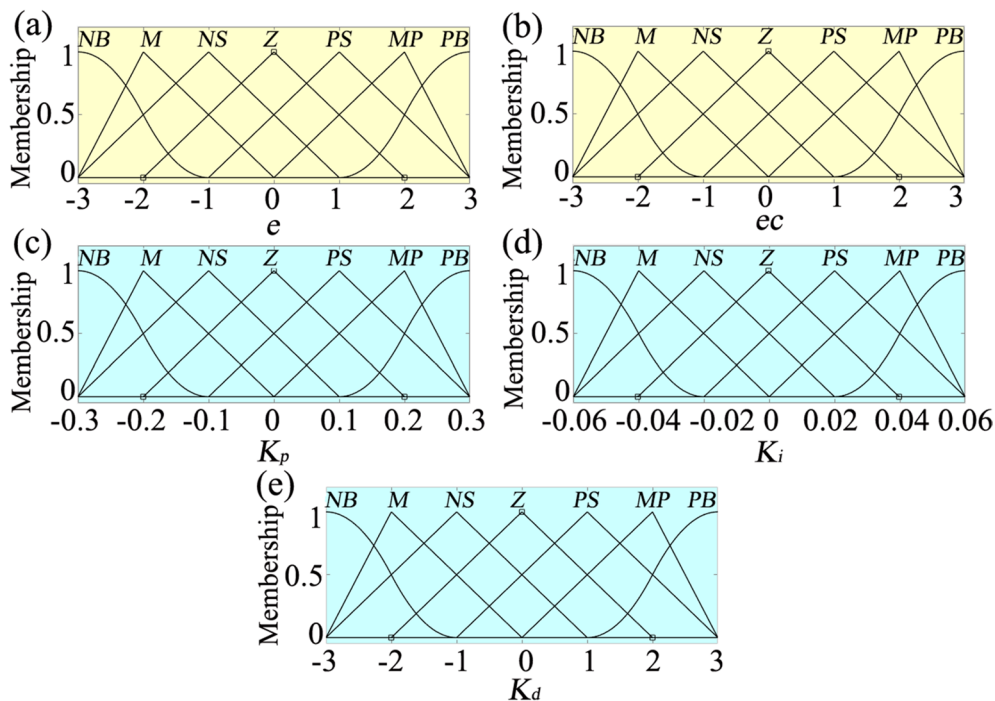 (a)
NB M NS Z PS MP PB
Membership
1
0.5
0
-3 -2 -1 0 1 2 3
e
(b)
NB M NS Z PS MP PB
Membership
1
0.5
0
-3 -2 -1 0 1 2 3
ec
(c)
NB M NS Z PS MP PB
Membership
1
0.5
0
-0.3 -0.2 -0.1 0 0.1 0.2 0.3
Kp
(d)
NB M NS Z PS MP PB
Membership
1
0.5
0
-0.06 -0.04 -0.02 0 0.02 0.04 0.06
Ki
(e)
NB M NS Z PS MP PB
Membership
1
0.5
0
-3 -2 -1 0 1 2 3
Kd